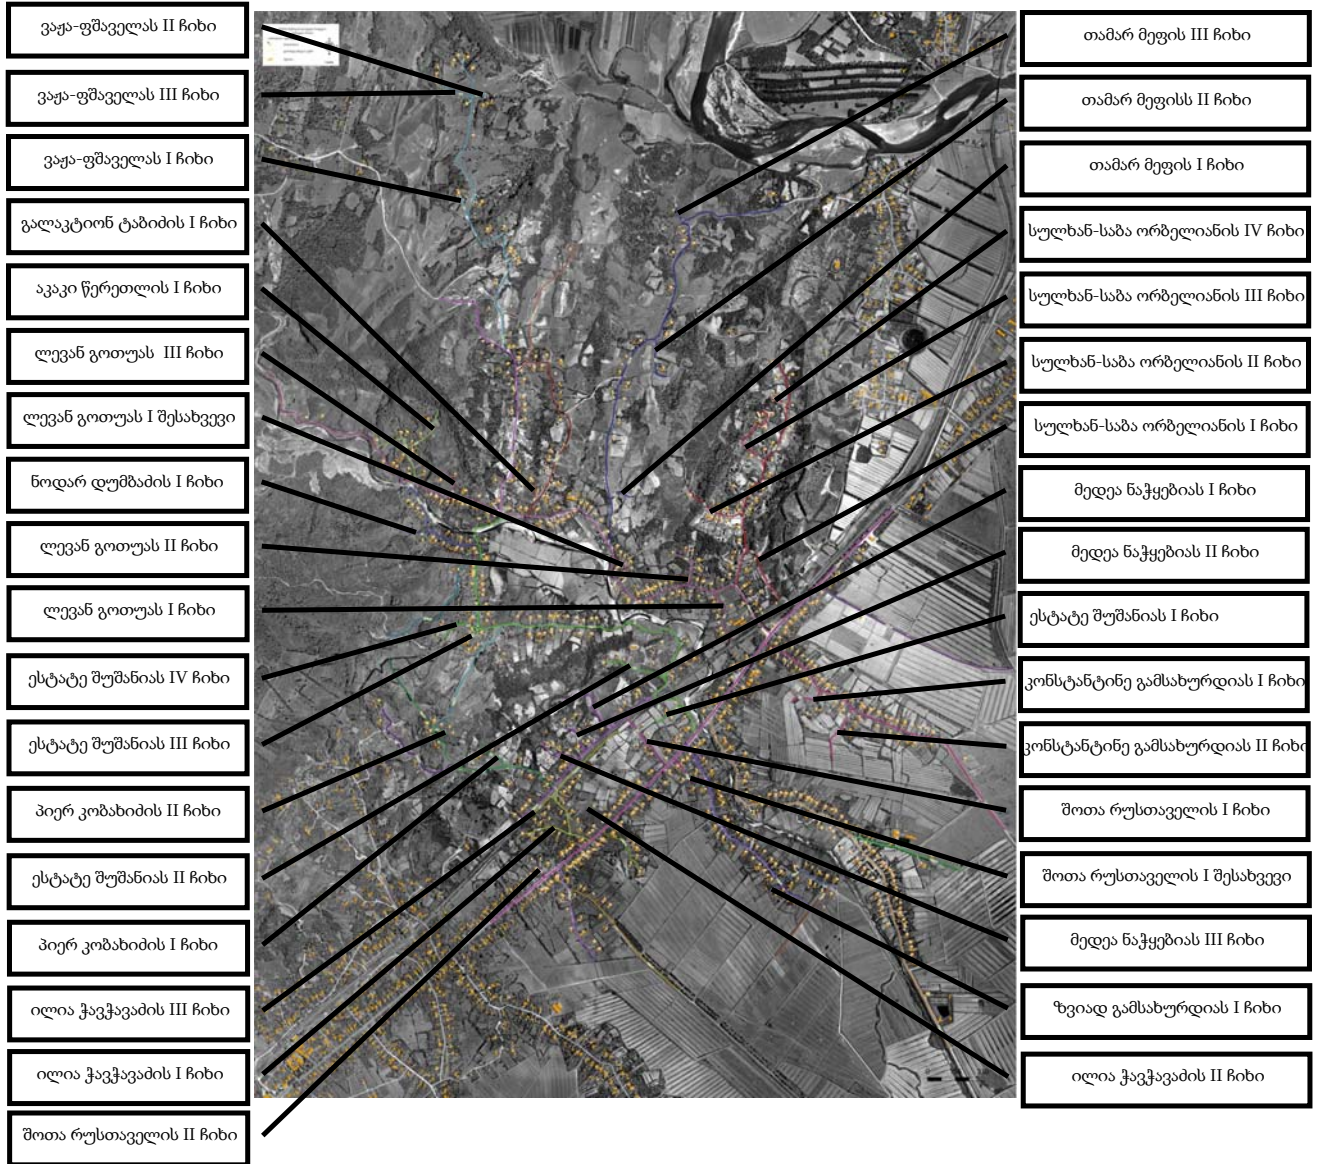 ვაჟა-ფშაველას II ჩიხი
ვაჟა-ფშაველას III ჩიხი
ვაჟა-ფშაველას I ჩიხი
გალაკტიონ ტაბიძის I ჩიხი
აკაკი წერეთლის I ჩიხი
ლევან გოთუას III ჩიხი
ლევან გოთუას I შესახვევი
ნოდარ დუმბაძის I ჩიხი
ლევან გოთუას II ჩიხი
ლევან გოთუას I ჩიხი
ესტატე შუშანიას IV ჩიხი
ესტატე შუშანიას III ჩიხი
პიერ კობახიძის II ჩიხი
ესტატე შუშანიას II ჩიხი
პიერ კობახიძის I ჩიხი
ილია ჭავჭავაძის III ჩიხი
ილია ჭავჭავაძის I ჩიხი
შოთა რუსთაველის II ჩიხი
თამარ მეფის III ჩიხი
თამარ მეფისს II ჩიხი
თამარ მეფის I ჩიხი
სულხან-საბა ორბელიანის IV ჩიხი
სულხან-საბა ორბელიანის III ჩიხი
სულხან-საბა ორბელიანის II ჩიხი
სულხან-საბა ორბელიანის I ჩიხი
მედეა ნაჭყებიას I ჩიხი
მედეა ნაჭყებიას II ჩიხი
ესტატე შუშანიას I ჩიხი
კონსტანტინე გამსახურდიას I ჩიხი
კონსტანტინე გამსახურდიას II ჩიხი
შოთა რუსთაველის I ჩიხი
შოთა რუსთაველის I შესახვევი
მედეა ნაჭყებიას III ჩიხი
ზვიად გამსახურდიას I ჩიხი
ილია ჭავჭავაძის II ჩიხი